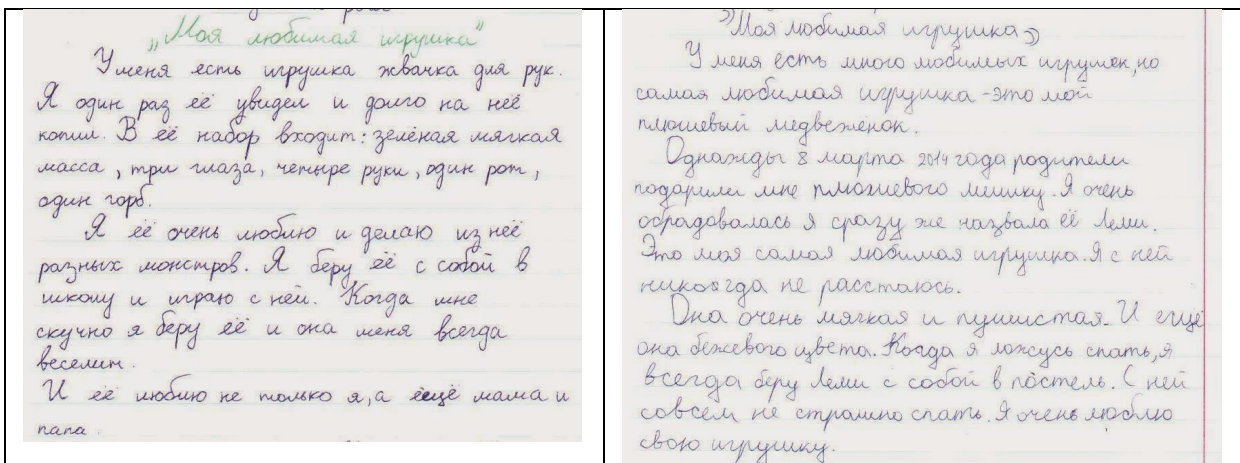 „Моя любимая игрушка"
У меня есть игрушка жвачка для рук.
Я один раз её увидел и долго на неё
копил. В её набор входит: зелёная мягкая
масса, три глаза, четыре руки, один рот,
один горб.
Я её очень люблю и делаю из неё
разных монстров. Я беру её с собой в
школу и играю с ней. Когда мне
скучно я беру её и она меня всегда
веселит.
И её люблю не только я, а ещё мама и
папа.
"Моя любимая игрушка"
У меня есть много любимых игрушек, но
самая любимая игрушка - это мой
плюшевый медвежёнок.
Однажды 8 марта 2014 года родители
подарили мне плюшевого мишку. Я очень
обрадовалась я сразу же назвала её Леми.
Это моя самая любимая игрушка. Я с ней
никогда не расстаюсь.
Она очень мягкая и пушистая. И ещё
она бежевого цвета. Когда я ложусь спать, я
всегда беру Леми с собой в постель. С ней
совсем не страшно спать. Я очень люблю
свою игрушку.